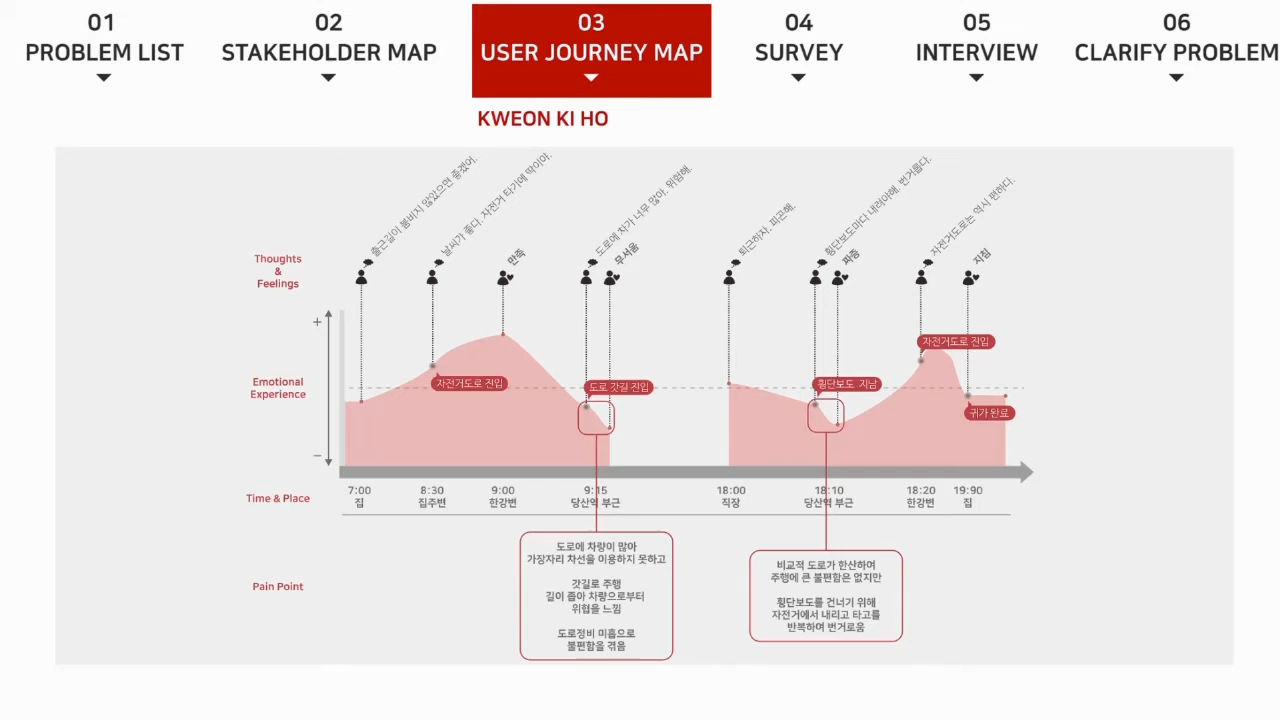 01
PROBLEM LIST
02
STAKEHOLDER MAP
03
USER JOURNEY MAP
04
SURVEY
05
INTERVIEW
06
CLARIFY PROBLEM
KWEON KI HO
Thoughts
&
Feelings
출근길이 붐비지 않았으면 좋겠어.
날씨가 좋다. 자전거 타기에 딱이야.
만족
도로에 차가 너무 많아. 위험해.
무서움
퇴근하자, 피곤해.
횡단보도마다 내려야해. 번거롭다.
짜증
자전거도로는 역시 편하다.
지침
+
−
Emotional
Experience
자전거도로 진입
도로 갓길 진입
횡단보도 지남
자전거도로 진입
귀가 완료
Time & Place
7:00
집
8:30
집주변
9:00
한강변
9:15
당산역 부근
18:00
직장
18:10
당산역 부근
18:20
한강변
19:90
집
Pain Point
도로에 차량이 많아
가장자리 차선을 이용하지 못하고
갓길로 주행
길이 좁아 차량으로부터
위협을 느낌
도로정비 미흡으로
불편함을 겪음
비교적 도로가 한산하여
주행에 큰 불편함은 없지만
횡단보도를 건너기 위해
자전거에서 내리고 타고를
반복하여 번거로움